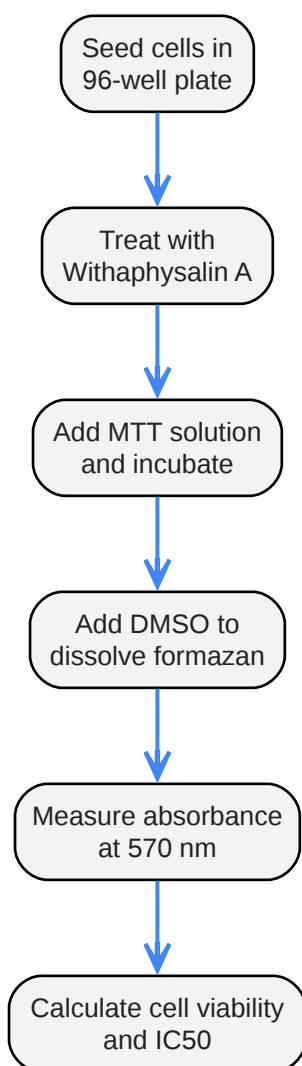 Seed cells in
96-well plate
Treat with
Withaphysalin A
Add MTT solution
and incubate
Add DMSO to
dissolve formazan
Measure absorbance
at 570 nm
Calculate cell viability
and IC50